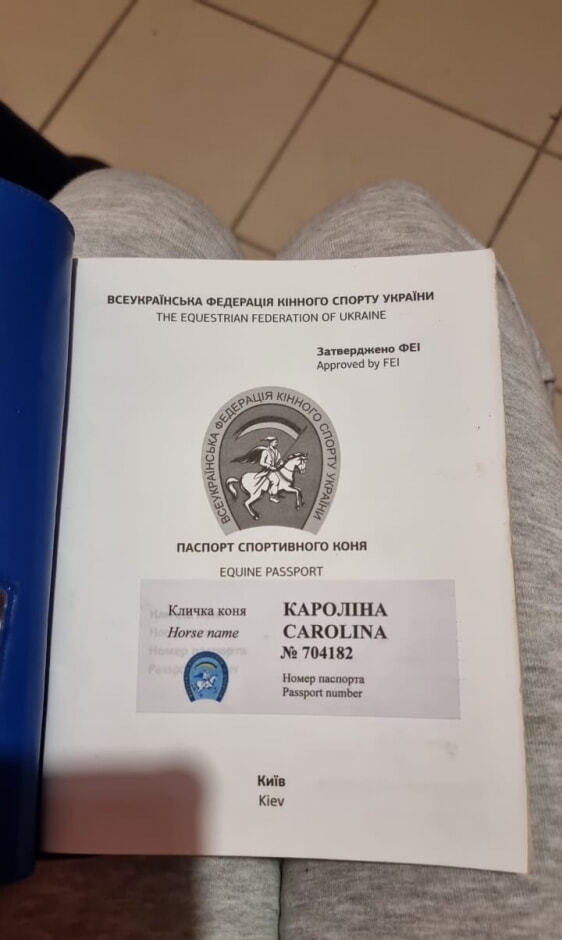 ВСЕУКРАЇНСЬКА ФЕДЕРАЦІЯ КІННОГО СПОРТУ УКРАЇНИ
THE EQUESTRIAN FEDERATION OF UKRAINE
Затверджено ФЕІ
Approved by FEI
ВСЕУКРАЇНСЬКА ФЕДЕРАЦІЯ КІННОГО СПОРТУ УКРАЇНИ
ПАСПОРТ СПОРТИВНОГО КОНЯ
EQUINE PASSPORT
Кличка коня КАРОЛІНА
Horse name CAROLINA
№ 704182
Номер паспорта
Passport number
Київ
Kiev